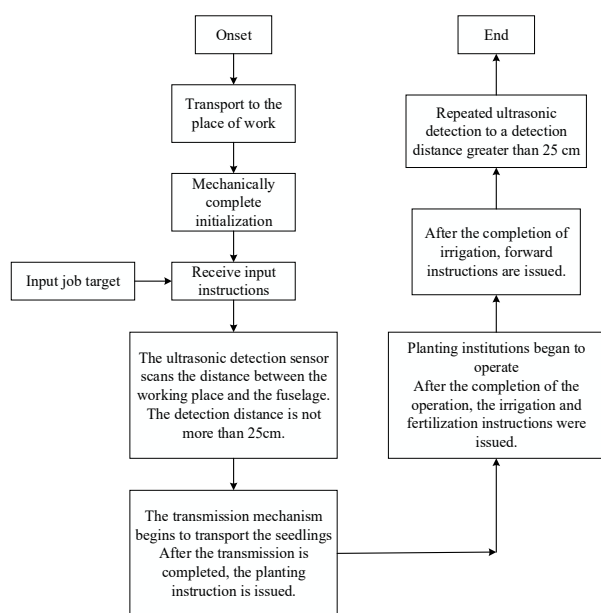 Onset
Transport to the
place of work
Mechanically
complete
initialization
Input job target
Receive input
instructions
The ultrasonic detection sensor
scans the distance between the
working place and the fuselage.
The detection distance is not
more than 25cm.
The transmission mechanism
begins to transport the seedlings
After the transmission is
completed, the planting
instruction is issued.
End
Repeated ultrasonic
detection to a detection
distance greater than 25 cm
After the completion of
irrigation, forward
instructions are issued.
Planting institutions began to
operate
After the completion of the
operation, the irrigation and
fertilization instructions were
issued.